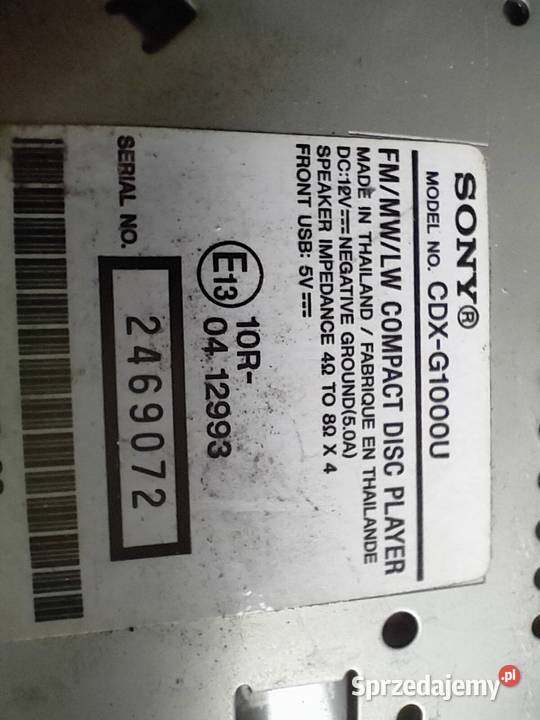 SONY®
MODEL NO. CDX-G1000U
FM/MW/LW COMPACT DISC PLAYER
MADE IN THAILAND / FABRIQUE EN THAILANDE
DC:12V⎓NEGATIVE GROUND(5.0A)
SPEAKER IMPEDANCE 4Ω TO 8Ω X 4
FRONT USB: 5V⎓
E13
10R-
04 12993
SERIAL NO.
2469072
Sprzedajemy.pl